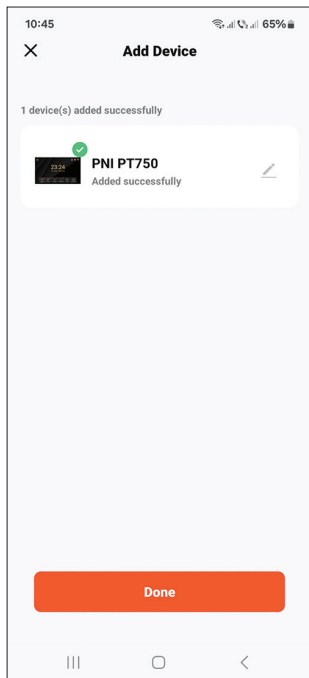 10:45
65%
Add Device
1 device(s) added successfully
23:24
PNI PT750
Added successfully
Done